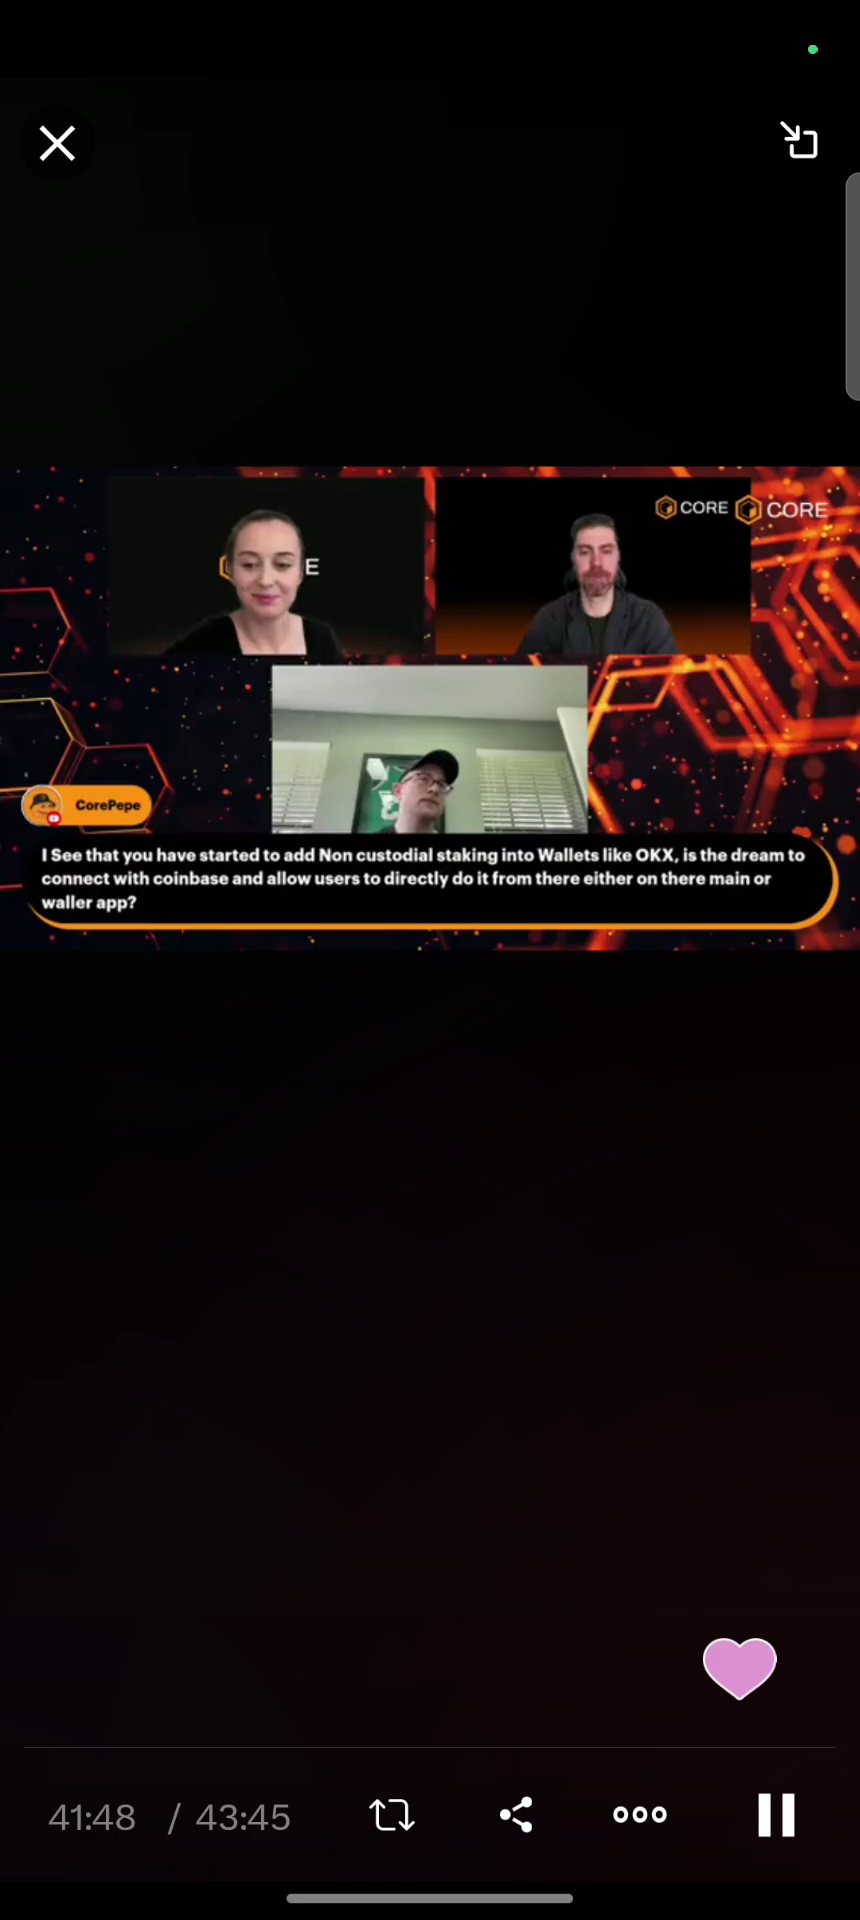 CORE
CORE
E
CorePepe
I See that you have started to add Non custodial staking into Wallets like OKX, is the dream to
connect with coinbase and allow users to directly do it from there either on there main or
waller app?
41:48 / 43:45